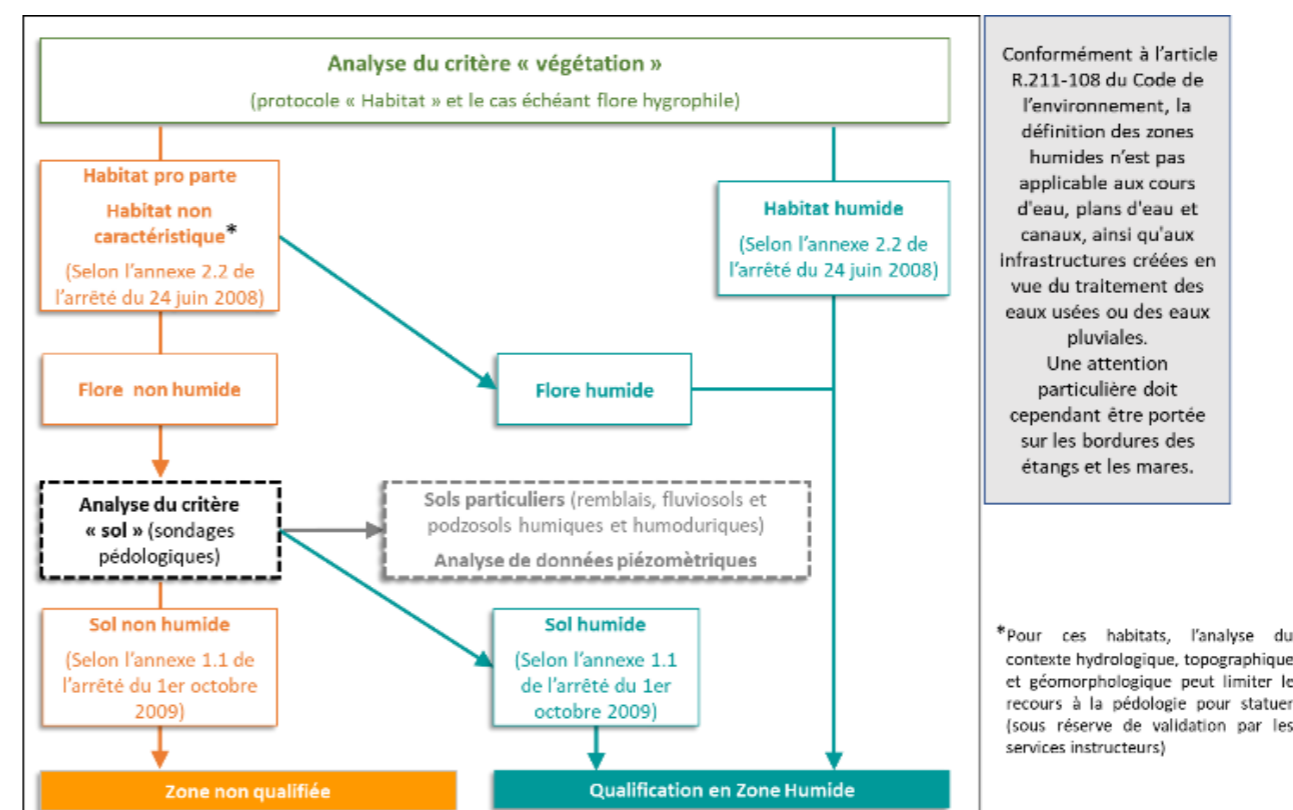 Analyse du critère « végétation »
(protocole « Habitat » et le cas échéant flore hygrophile)
Habitat pro parte
Habitat non
caractéristique*
(Selon l'annexe 2.2 de
l'arrêté du 24 juin 2008)
Habitat humide
(Selon l'annexe 2.2 de
l'arrêté du 24 juin 2008)
Flore non humide
Flore humide
Analyse du critère
« sol » (sondages
pédologiques)
Sols particuliers (remblais, fluviosols et
podzosols humiques et humoduriques)
Analyse de données piézomètriques
Sol non humide
(Selon l'annexe 1.1 de
l'arrêté du 1er octobre
2009)
Sol humide
(Selon l'annexe 1.1
de l'arrêté du 1er
octobre 2009)
Zone non qualifiée
Qualification en Zone Humide
Conformément à l'article
R.211-108 du Code de
l'environnement, la
définition des zones
humides n'est pas
applicable aux cours
d'eau, plans d'eau et
canaux, ainsi qu'aux
infrastructures créées en
vue du traitement des
eaux usées ou des eaux
pluviales.
Une attention
particulière doit
cependant être portée
sur les bordures des
étangs et les mares.
*Pour ces habitats, l'analyse du
contexte hydrologique, topographique
et géomorphologique peut limiter le
recours à la pédologie pour statuer
(sous réserve de validation par les
services instructeurs)